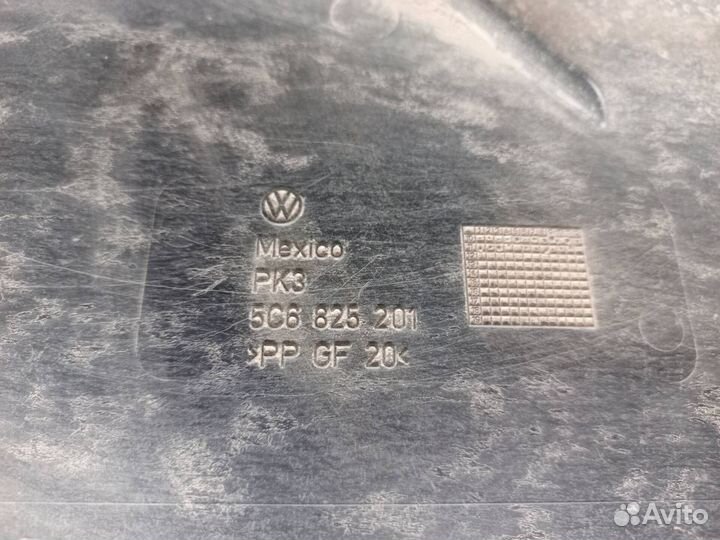 Mexico
PK3
5C6 825 201
>PP GF 20<
Avito